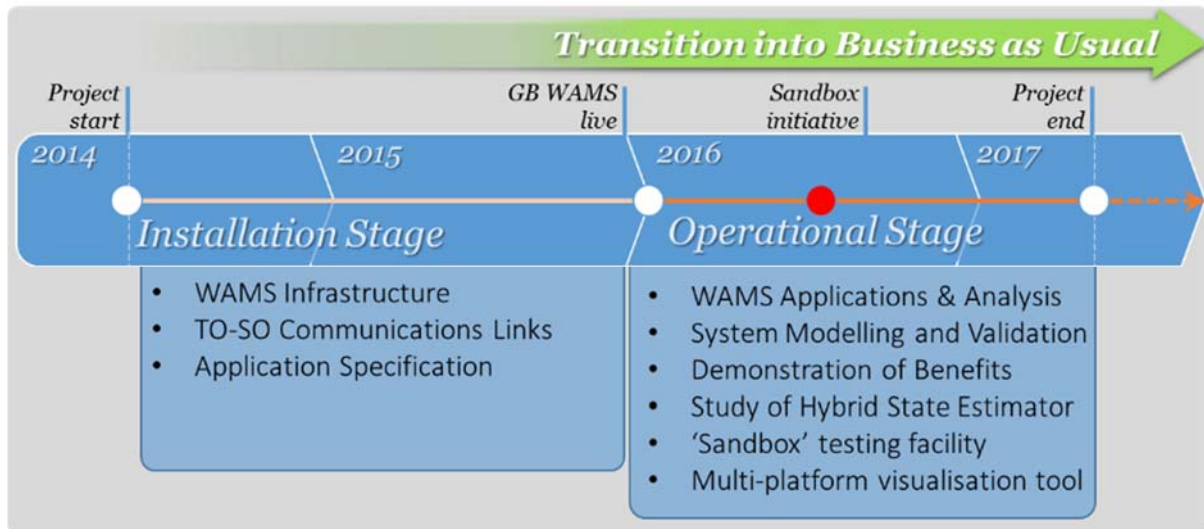 Transition into Business as Usual
Project
start
GB WAMS
live
Sandbox
initiative
Project
end
2014
2015
2016
2017
Installation Stage
Operational Stage
• WAMS Infrastructure
• TO-SO Communications Links
• Application Specification
• WAMS Applications & Analysis
• System Modelling and Validation
• Demonstration of Benefits
• Study of Hybrid State Estimator
• ‘Sandbox’ testing facility
• Multi-platform visualisation tool